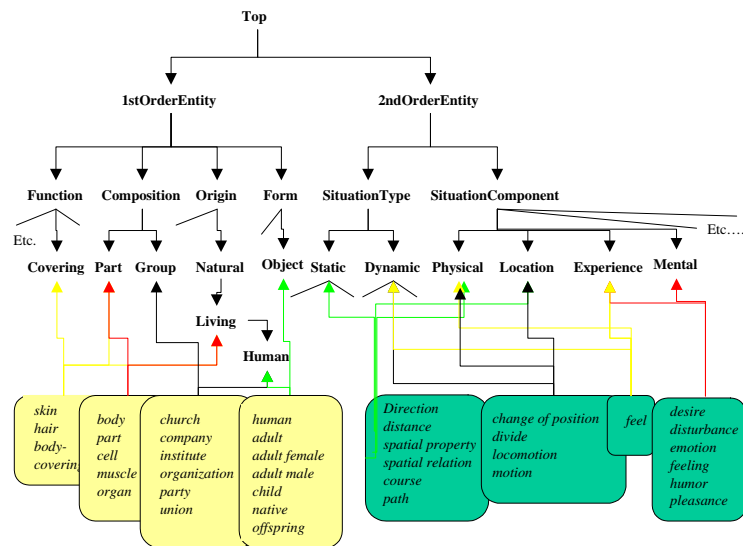 Top
1stOrderEntity
2ndOrderEntity
Function
Composition
Origin
Form
SituationType
SituationComponent
Etc.
Etc....
Covering
Part
Group
Natural
Object
Static
Dynamic
Physical
Location
Experience
Mental
Living
Human
skin
hair
body-
covering
body
part
cell
muscle
organ
church
company
institute
organization
party
union
human
adult
adult female
adult male
child
native
offspring
Direction
distance
spatial property
spatial relation
course
path
change of position
divide
locomotion
motion
feel
desire
disturbance
emotion
feeling
humor
pleasance